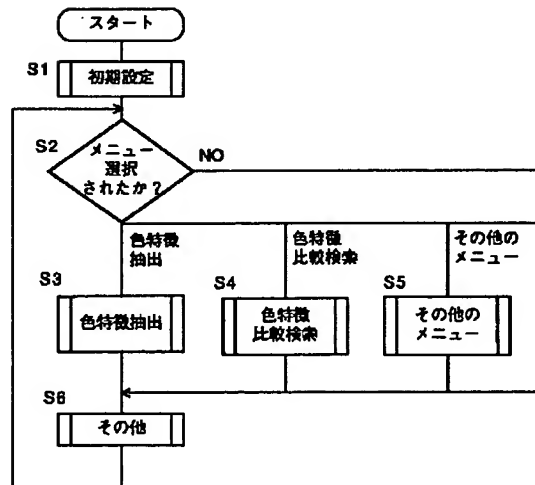 スタート
S1
初期設定
S2
メニュー
選択
されたか？
NO
色特徴
抽出
色特徴
比較検索
その他の
メニュー
S3
色特徴抽出
S4
色特徴
比較検索
S5
その他の
メニュー
S6
その他